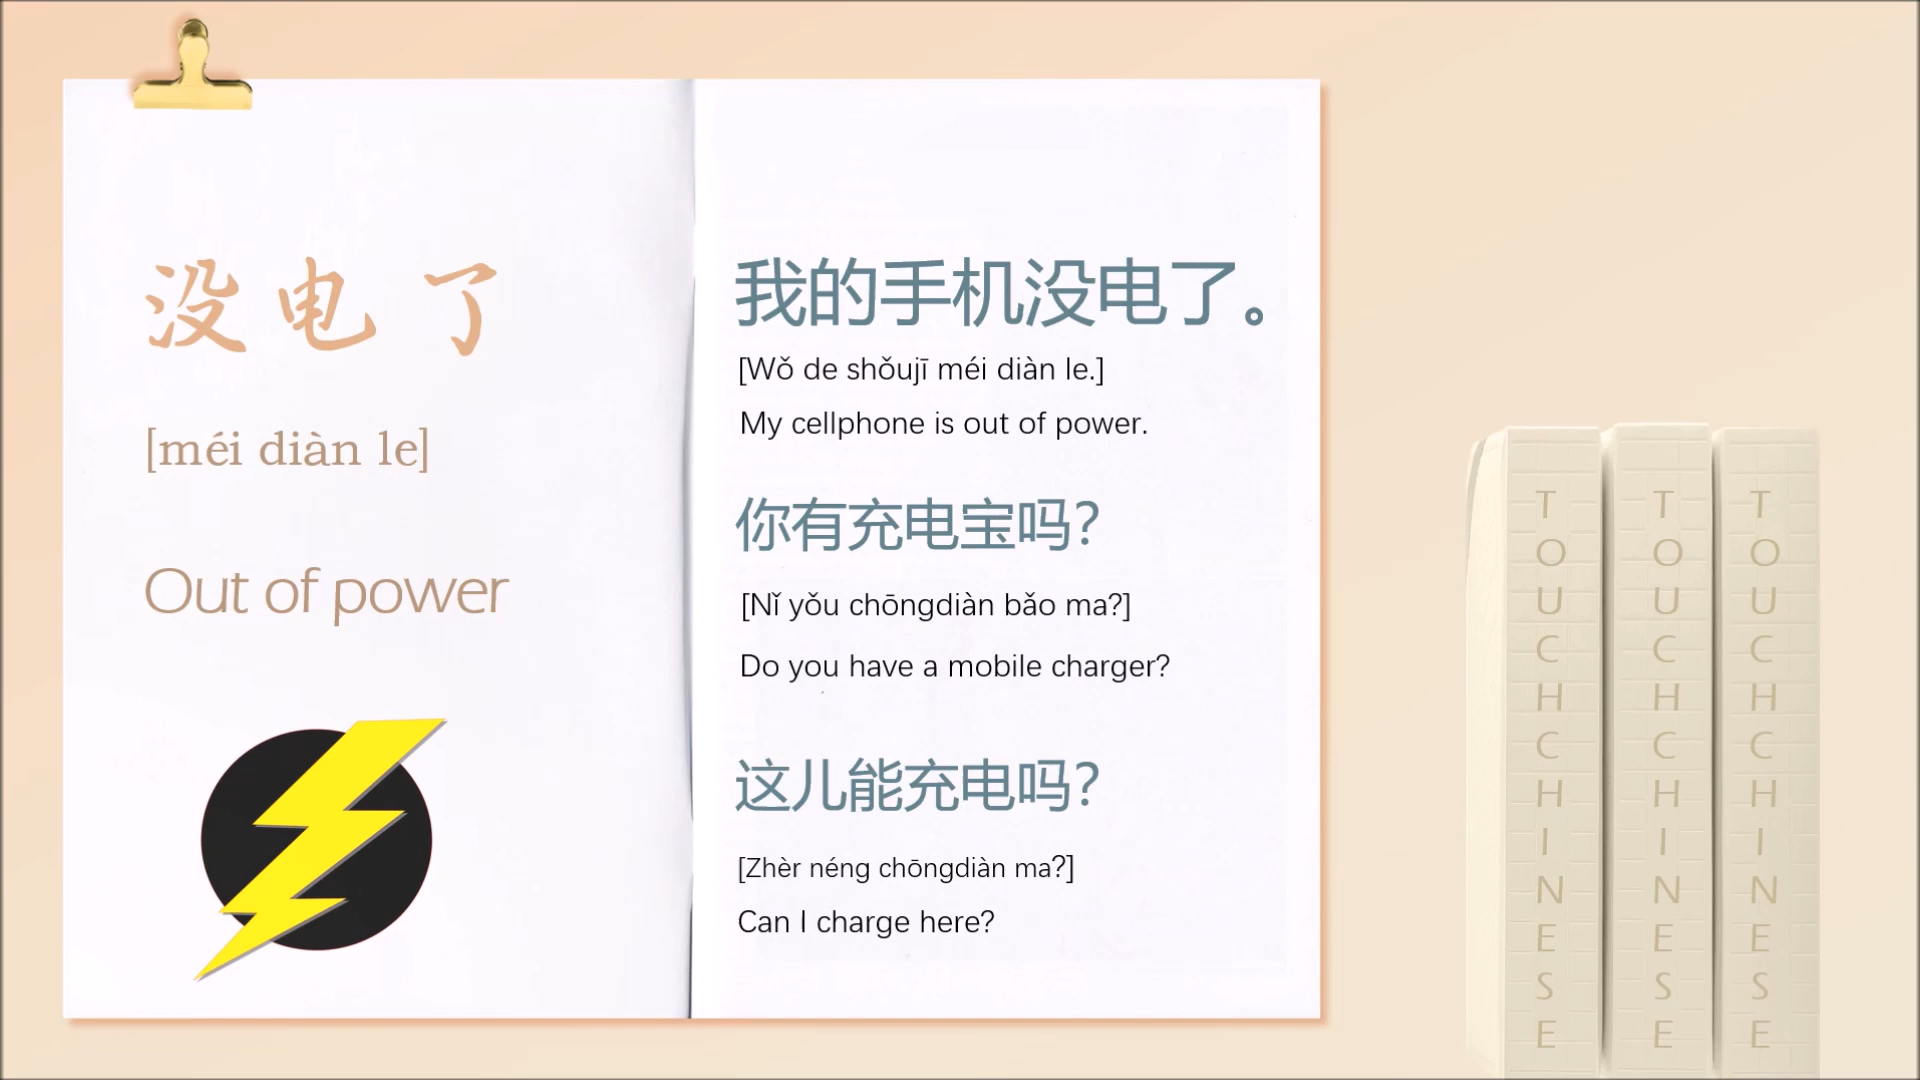 没电了
[méi diàn le]
Out of power
我的手机没电了。
[Wǒ de shǒujī méi diàn le.]
My cellphone is out of power.
你有充电宝吗？
[Nǐ yǒu chōngdiàn bǎo ma?]
Do you have a mobile charger?
这儿能充电吗？
[Zhèr néng chōngdiàn ma?]
Can I charge here?
TOUCHCHINESE
TOUCHCHINESE
TOUCHCHINESE